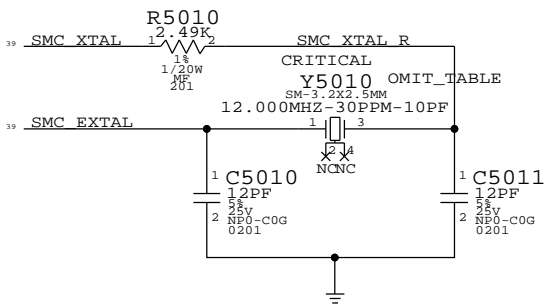 R5010
2.49K
39 SMC_XTAL 1 2 SMC_XTAL_R
1%
1/20W
MF
201
CRITICAL
OMIT_TABLE
Y5010
SM-3.2X2.5MM
12.000MHZ-30PPM-10PF
39 SMC_EXTAL 1 3
2 4
NC NC
1 C5010
12PF
5%
25V
2 NP0-C0G
0201
1 C5011
12PF
5%
25V
2 NP0-C0G
0201